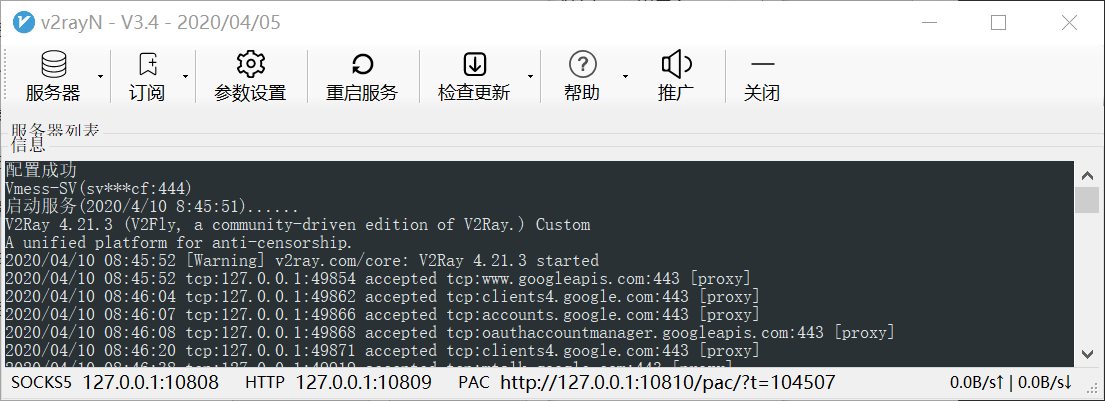 v2rayN - V3.4 - 2020/04/05
服务器 订阅 参数设置 重启服务 检查更新 帮助 推广 关闭
服务器列表
信息
配置成功
Vmess-SV(sv***cf:444)
启动服务(2020/4/10 8:45:51)......
V2Ray 4.21.3 (V2Fly, a community-driven edition of V2Ray.) Custom
A unified platform for anti-censorship.
2020/04/10 08:45:52 [Warning] v2ray.com/core: V2Ray 4.21.3 started
2020/04/10 08:45:52 tcp:127.0.0.1:49854 accepted tcp:www.googleapis.com:443 [proxy]
2020/04/10 08:46:04 tcp:127.0.0.1:49862 accepted tcp:clients4.google.com:443 [proxy]
2020/04/10 08:46:07 tcp:127.0.0.1:49866 accepted tcp:accounts.google.com:443 [proxy]
2020/04/10 08:46:08 tcp:127.0.0.1:49868 accepted tcp:oauthaccountmanager.googleapis.com:443 [proxy]
2020/04/10 08:46:20 tcp:127.0.0.1:49871 accepted tcp:clients4.google.com:443 [proxy]
SOCKS5 127.0.0.1:10808 HTTP 127.0.0.1:10809 PAC http://127.0.0.1:10810/pac/?t=104507 0.0B/s↑ | 0.0B/s↓